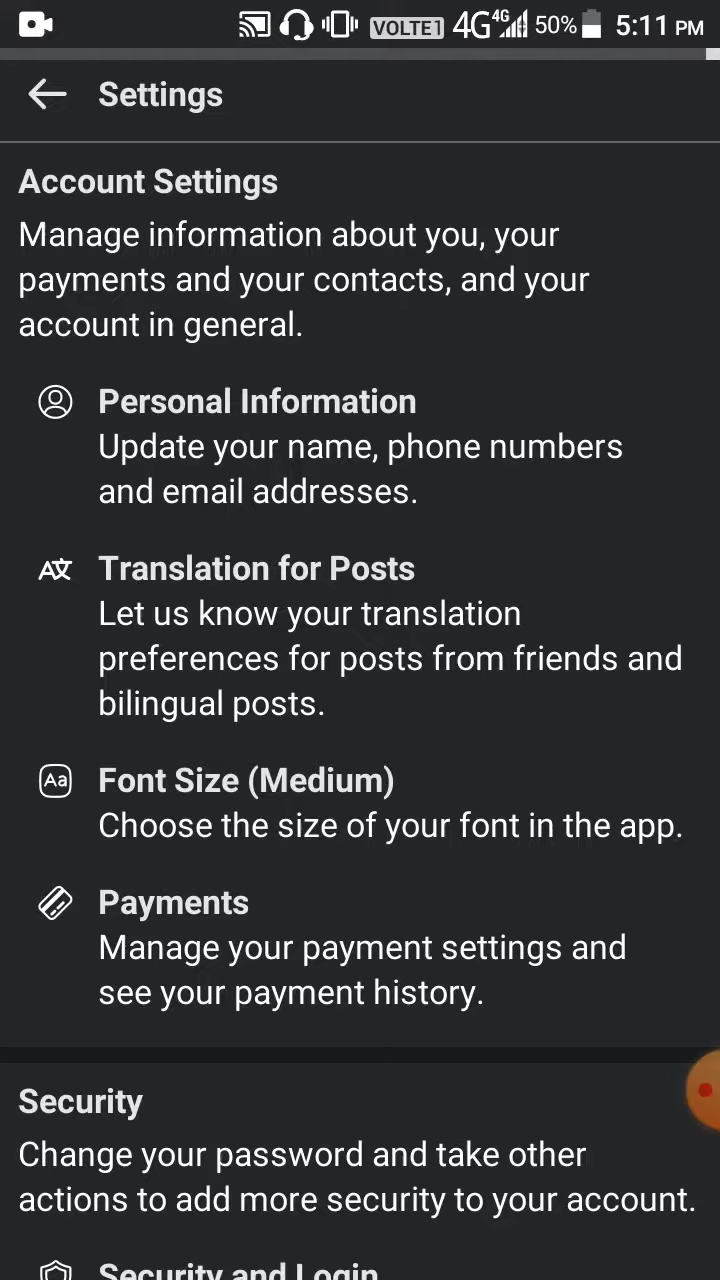 VOLTE1 4G 4G 50% 5:11 PM
Settings
Account Settings
Manage information about you, your
payments and your contacts, and your
account in general.
Personal Information
Update your name, phone numbers
and email addresses.
Translation for Posts
Let us know your translation
preferences for posts from friends and
bilingual posts.
Aa Font Size (Medium)
Choose the size of your font in the app.
Payments
Manage your payment settings and
see your payment history.
Security
Change your password and take other
actions to add more security to your account.
Security and Login